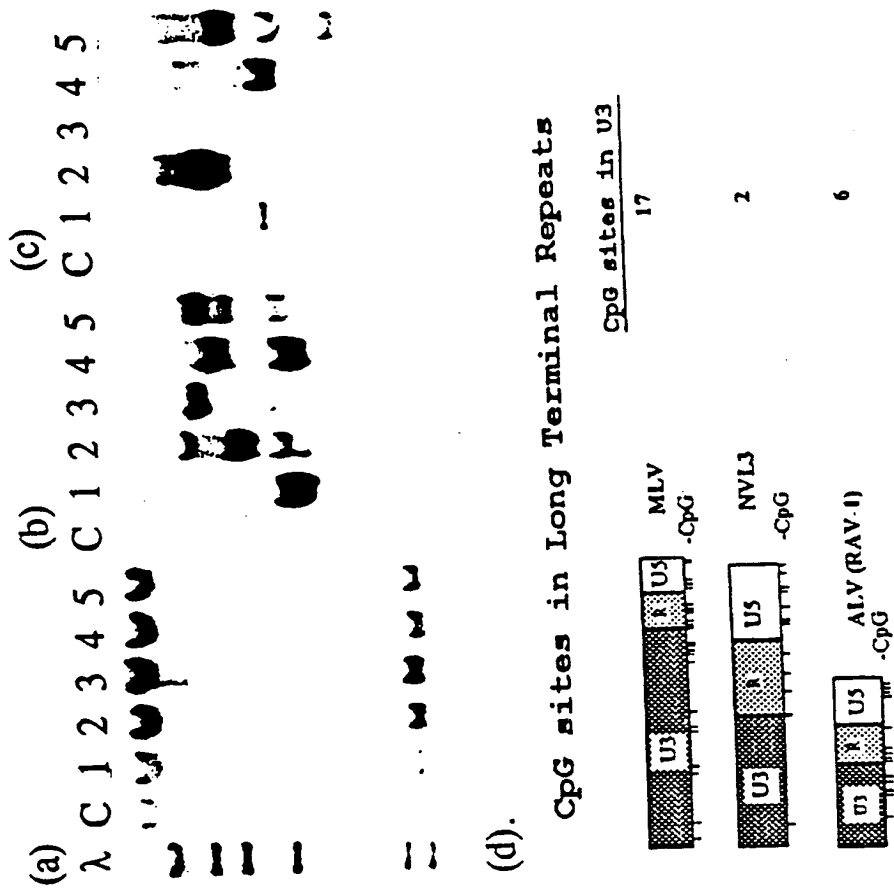 (a)
λ C 1 2 3 4 5
(b)
C 1 2 3 4 5
(c)
C 1 2 3 4 5
(d).
CpG sites in Long Terminal Repeats
CpG sites in U3
U3 R U5
MLV
-CpG
17
U3 R U5
NVL3
-CpG
2
U3 R U5
ALV (RAV-1)
-CpG
6